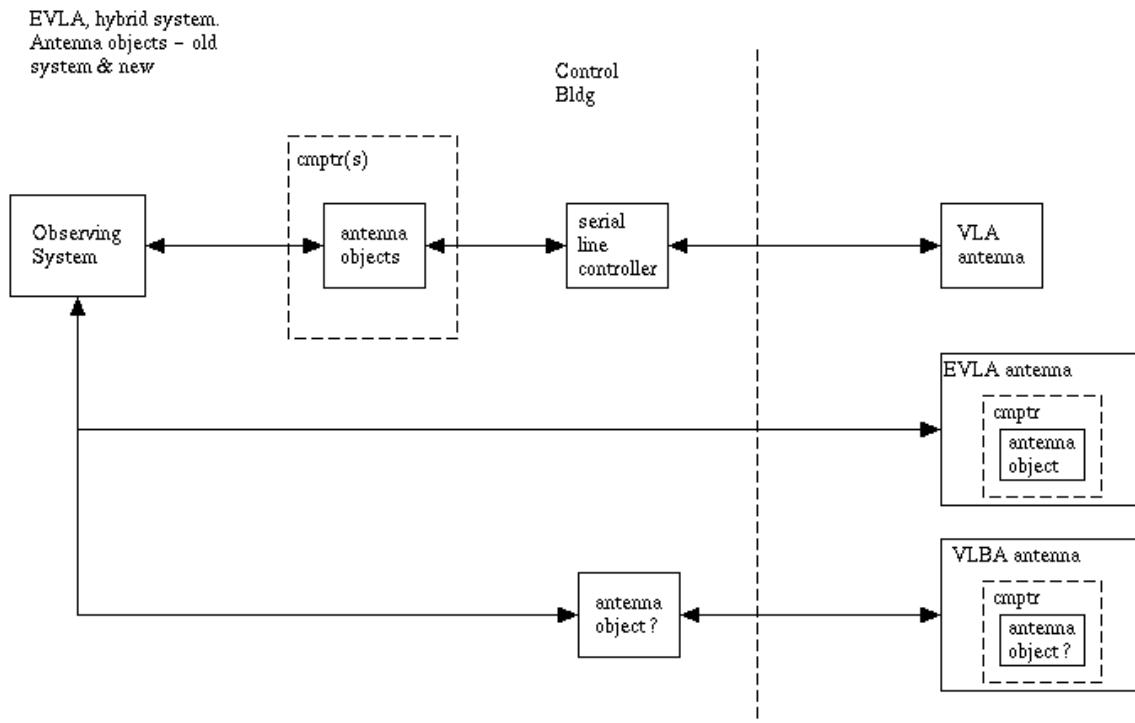 EVLA, hybrid system.
Antenna objects – old
system & new
Control
Bldg
cmptr(s)
Observing
System
antenna
objects
serial
line
controller
VLA
antenna
EVLA antenna
cmptr
antenna
object
VLBA antenna
cmptr
antenna
object?
antenna
object?